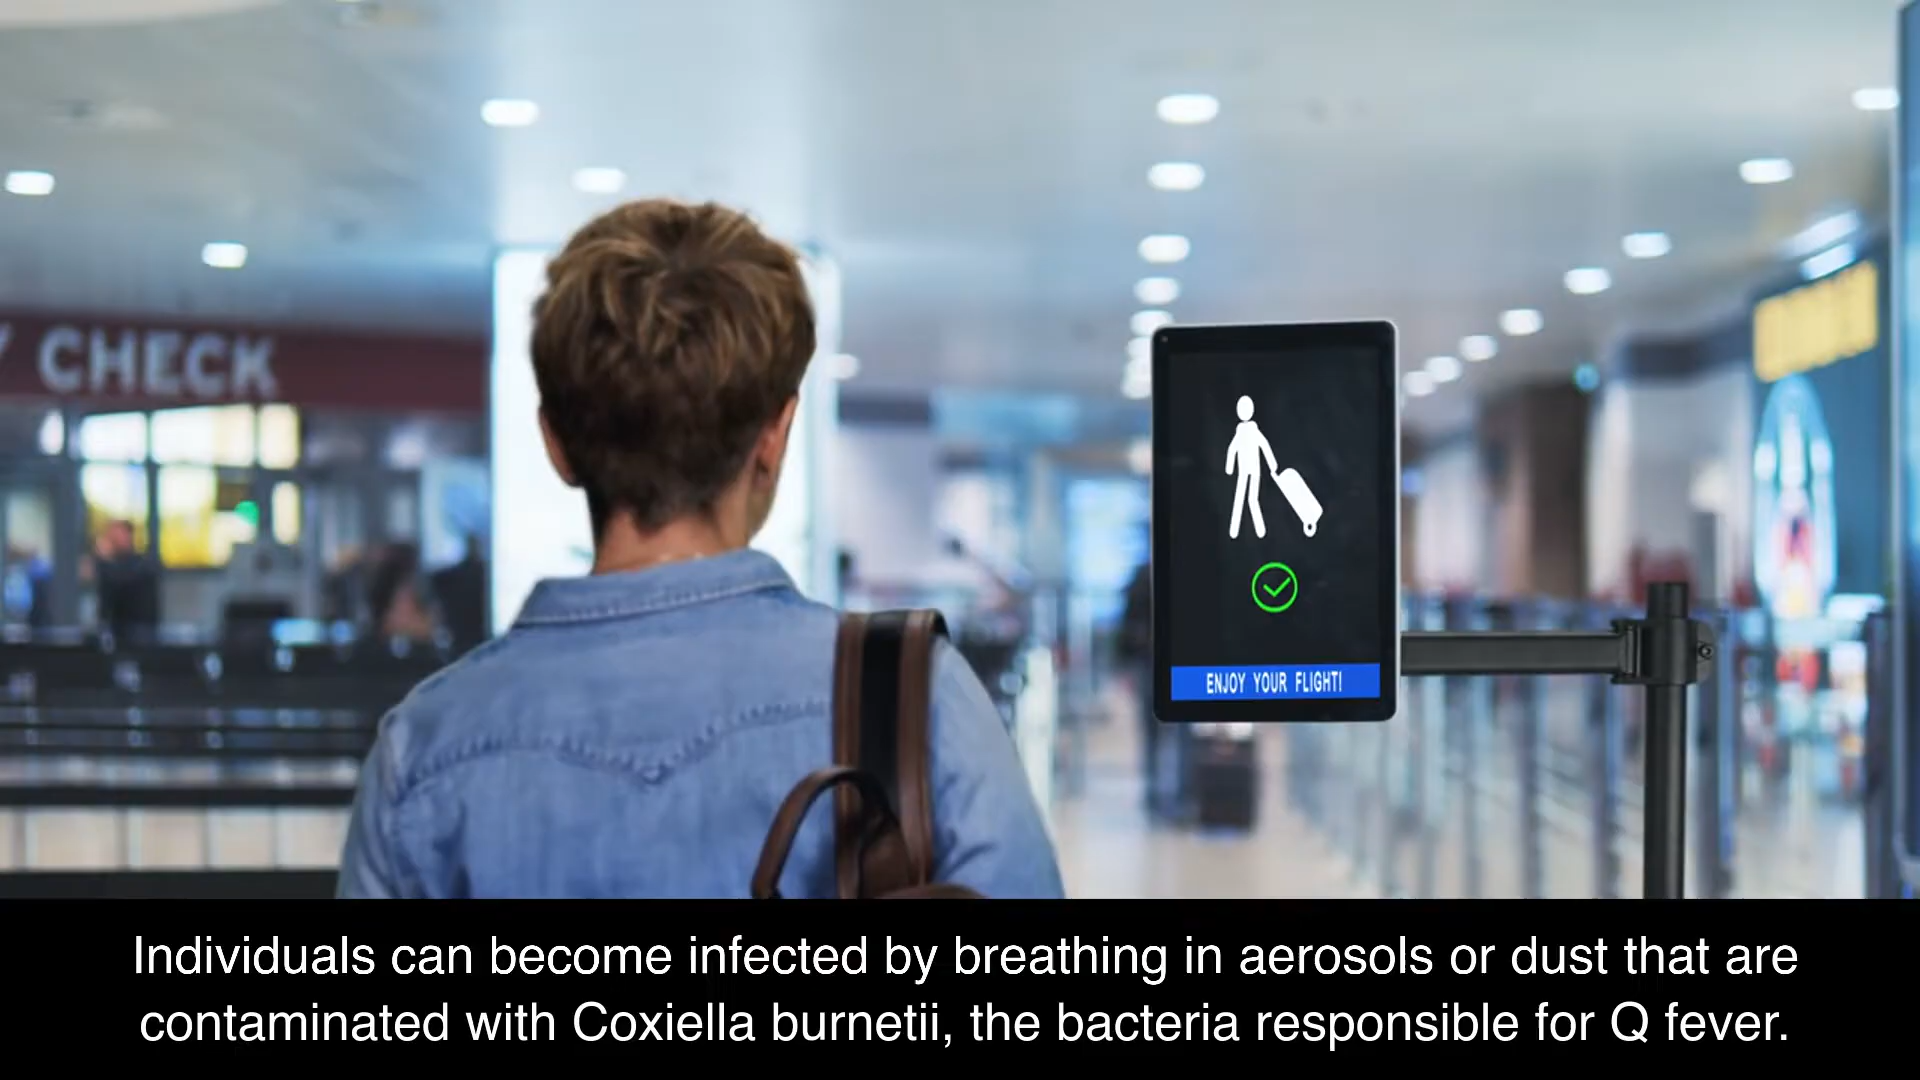 CHECK
ENJOY YOUR FLIGHT!
Individuals can become infected by breathing in aerosols or dust that are
contaminated with Coxiella burnetii, the bacteria responsible for Q fever.